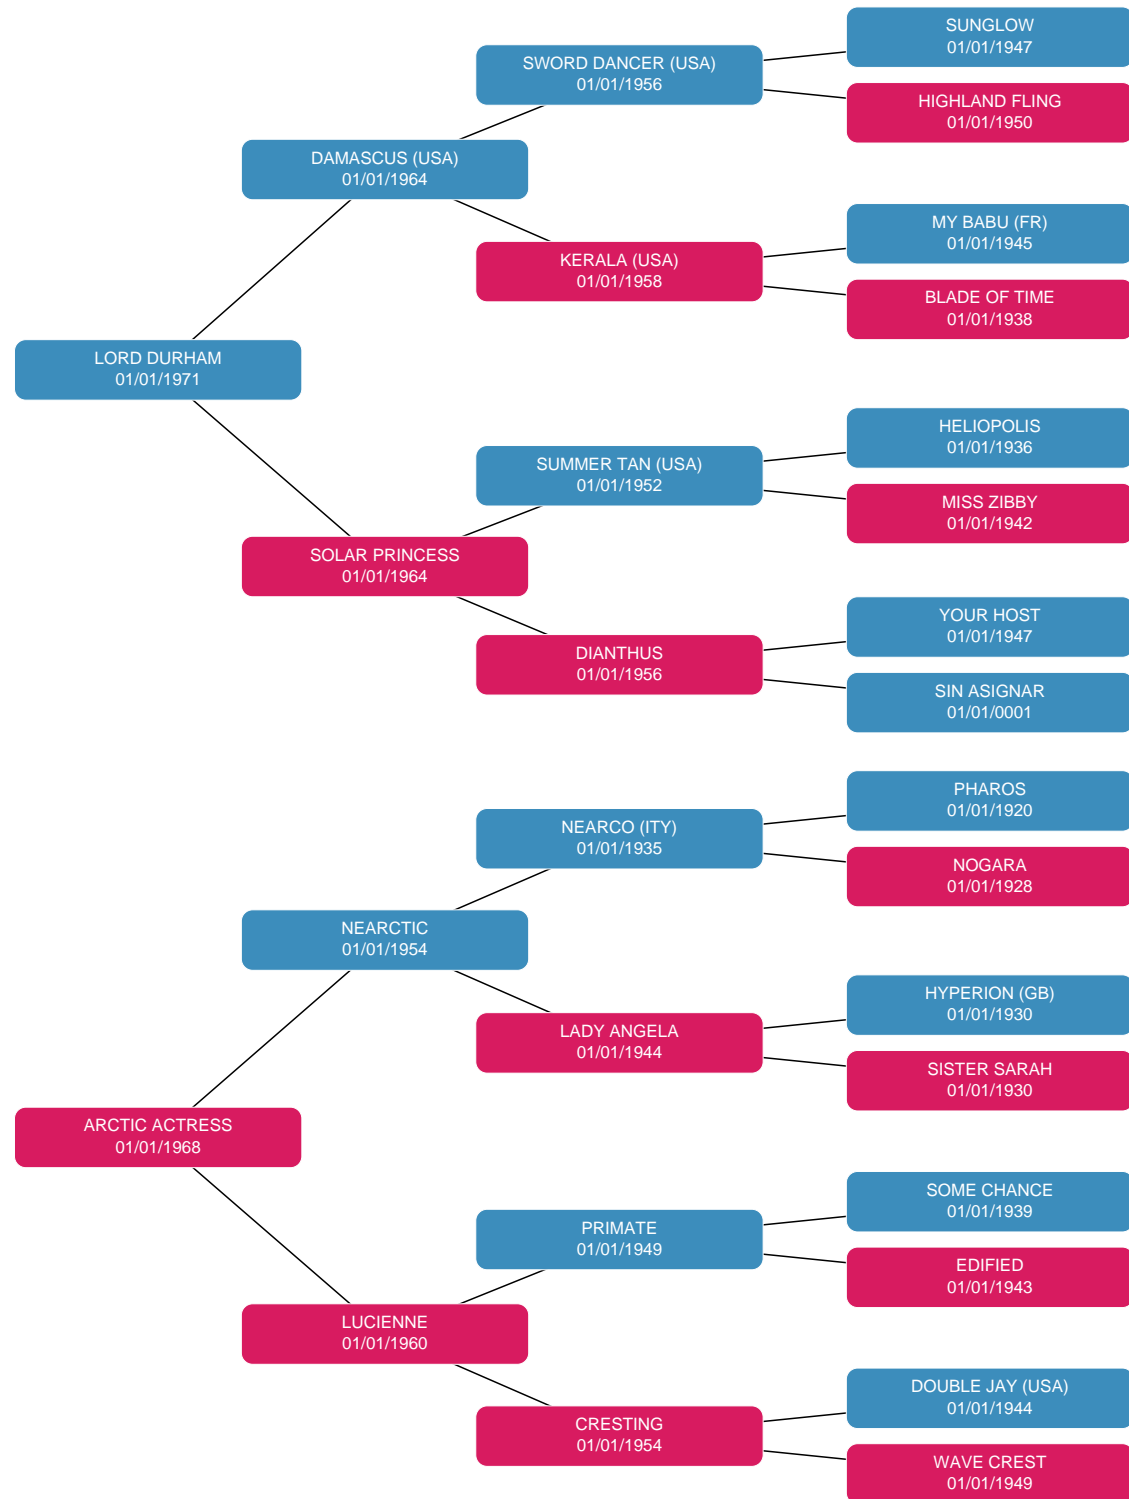 SUNGLOW
01/01/1947
SWORD DANCER (USA)
01/01/1956
HIGHLAND FLING
01/01/1950
DAMASCUS (USA)
01/01/1964
MY BABU (FR)
01/01/1945
KERALA (USA)
01/01/1958
BLADE OF TIME
01/01/1938
LORD DURHAM
01/01/1971
HELIOPOLIS
01/01/1936
SUMMER TAN (USA)
01/01/1952
MISS ZIBBY
01/01/1942
SOLAR PRINCESS
01/01/1964
YOUR HOST
01/01/1947
DIANTHUS
01/01/1956
SIN ASIGNAR
01/01/0001
PHAROS
01/01/1920
NEARCO (ITY)
01/01/1935
NOGARA
01/01/1928
NEARCTIC
01/01/1954
HYPERION (GB)
01/01/1930
LADY ANGELA
01/01/1944
SISTER SARAH
01/01/1930
ARCTIC ACTRESS
01/01/1968
SOME CHANCE
01/01/1939
PRIMATE
01/01/1949
EDIFIED
01/01/1943
LUCIENNE
01/01/1960
DOUBLE JAY (USA)
01/01/1944
CRESTING
01/01/1954
WAVE CREST
01/01/1949